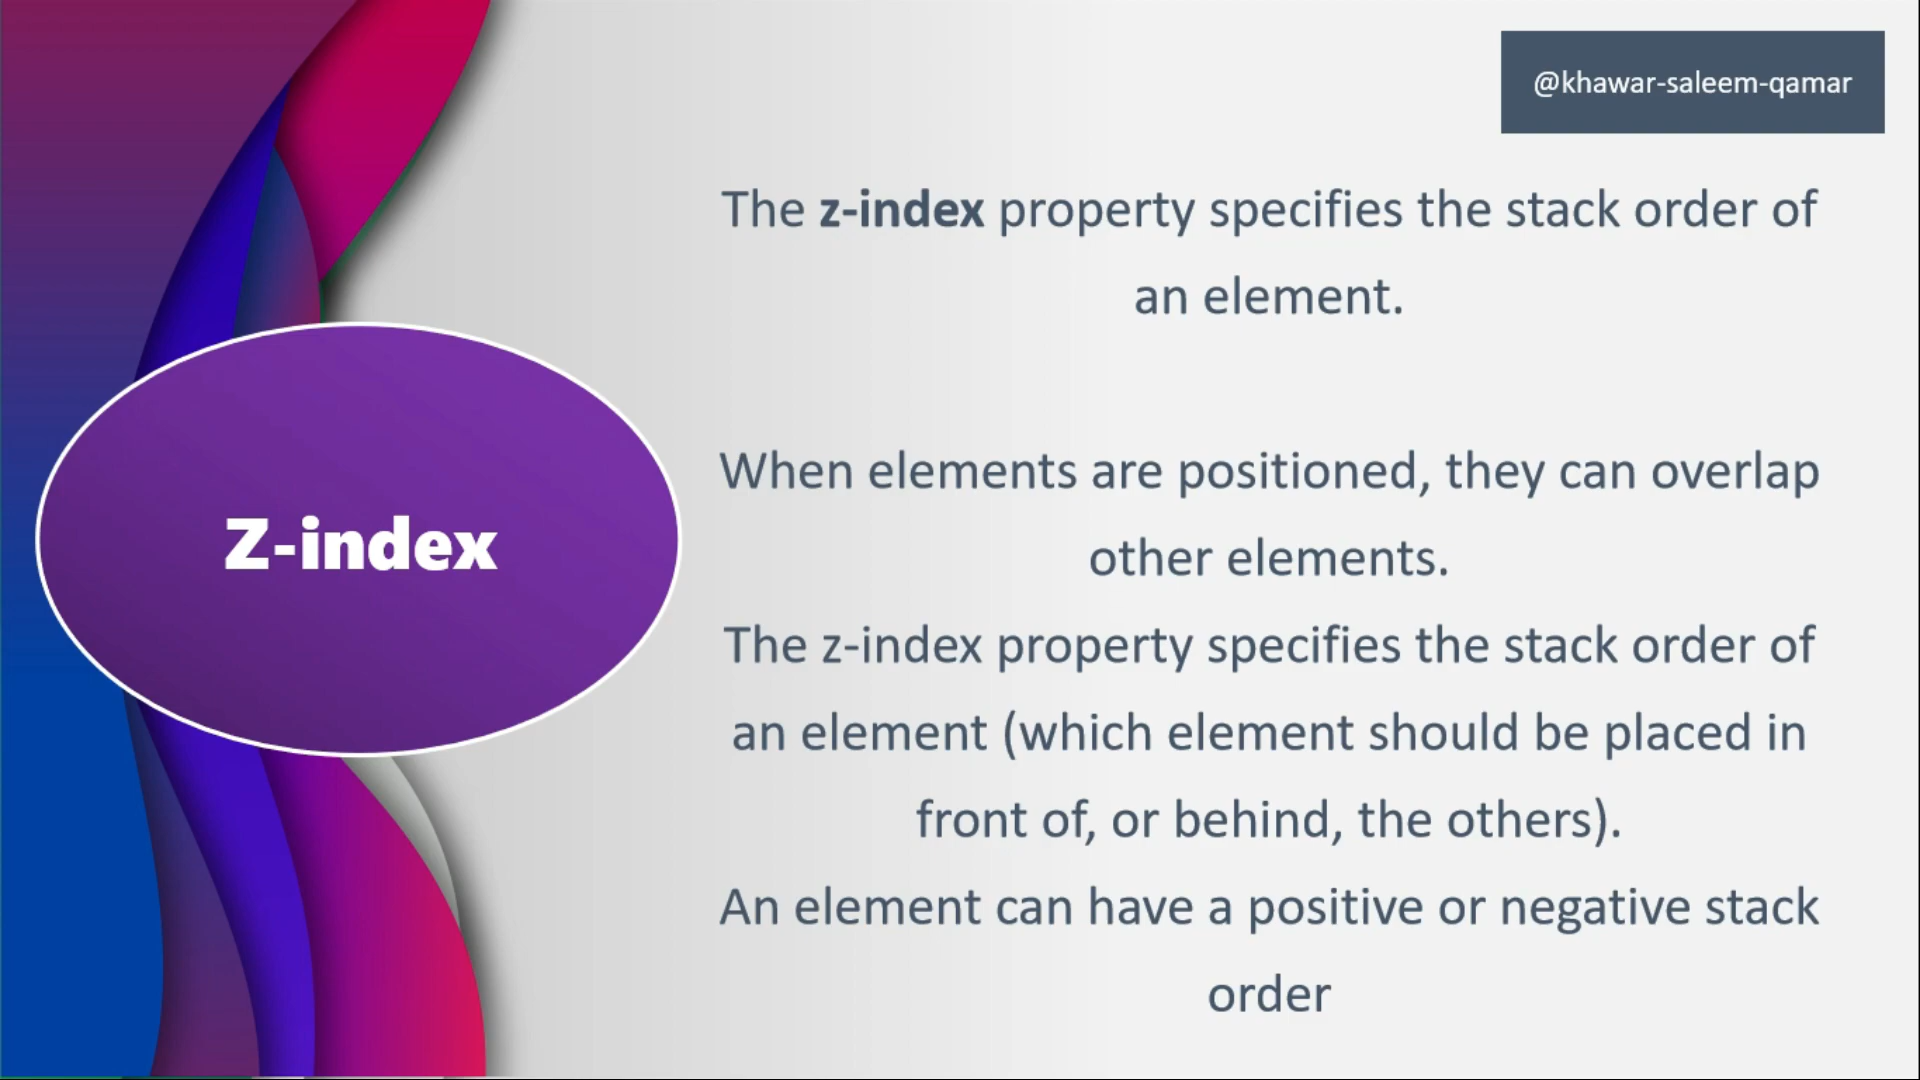 @khawar-saleem-qamar
The z-index property specifies the stack order of
an element.
Z-index
When elements are positioned, they can overlap
other elements.
The z-index property specifies the stack order of
an element (which element should be placed in
front of, or behind, the others).
An element can have a positive or negative stack
order